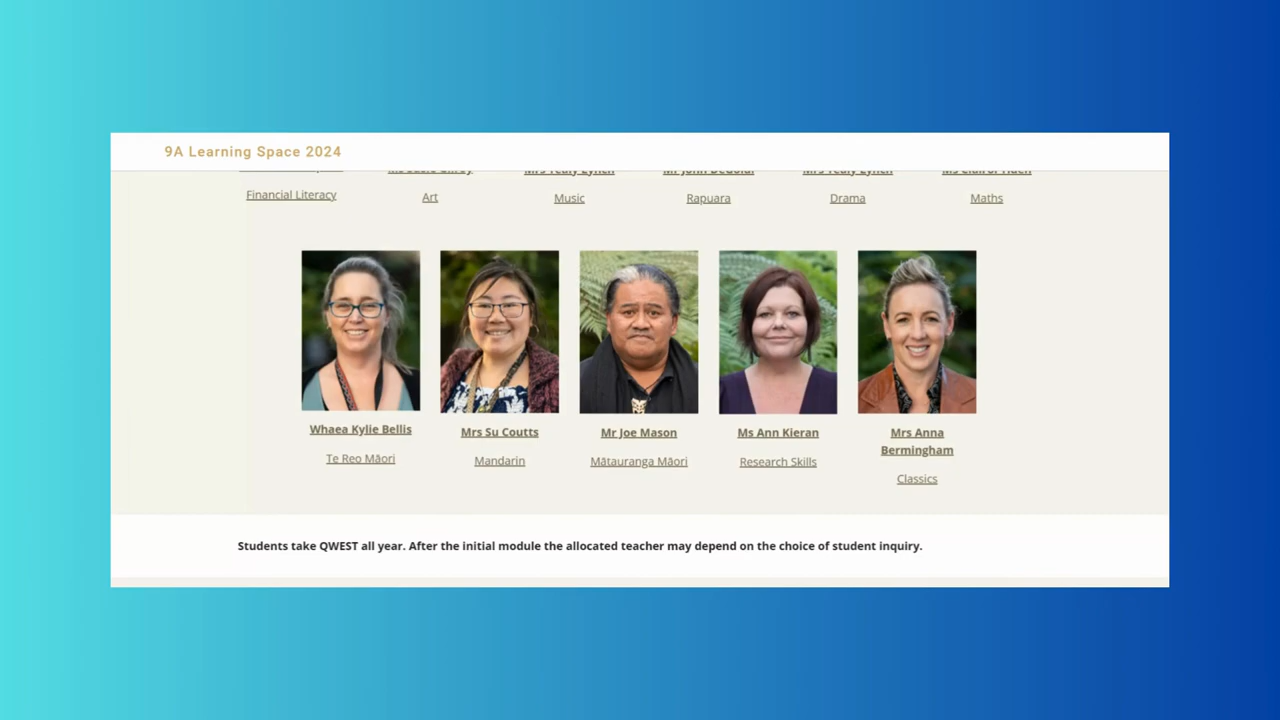 9A Learning Space 2024
Financial Literacy
Art
Music
Rapuara
Drama
Maths
Whaea Kylie Bellis
Te Reo Māori
Mrs Su Coutts
Mandarin
Mr Joe Mason
Mātauranga Māori
Ms Ann Kieran
Research Skills
Mrs Anna
Bermingham
Classics
Students take QWEST all year. After the initial module the allocated teacher may depend on the choice of student inquiry.